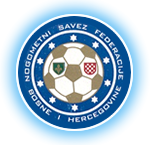 NOGOMETNI SAVEZ FEDERACIJE
BOSNE I HERCEGOVINE